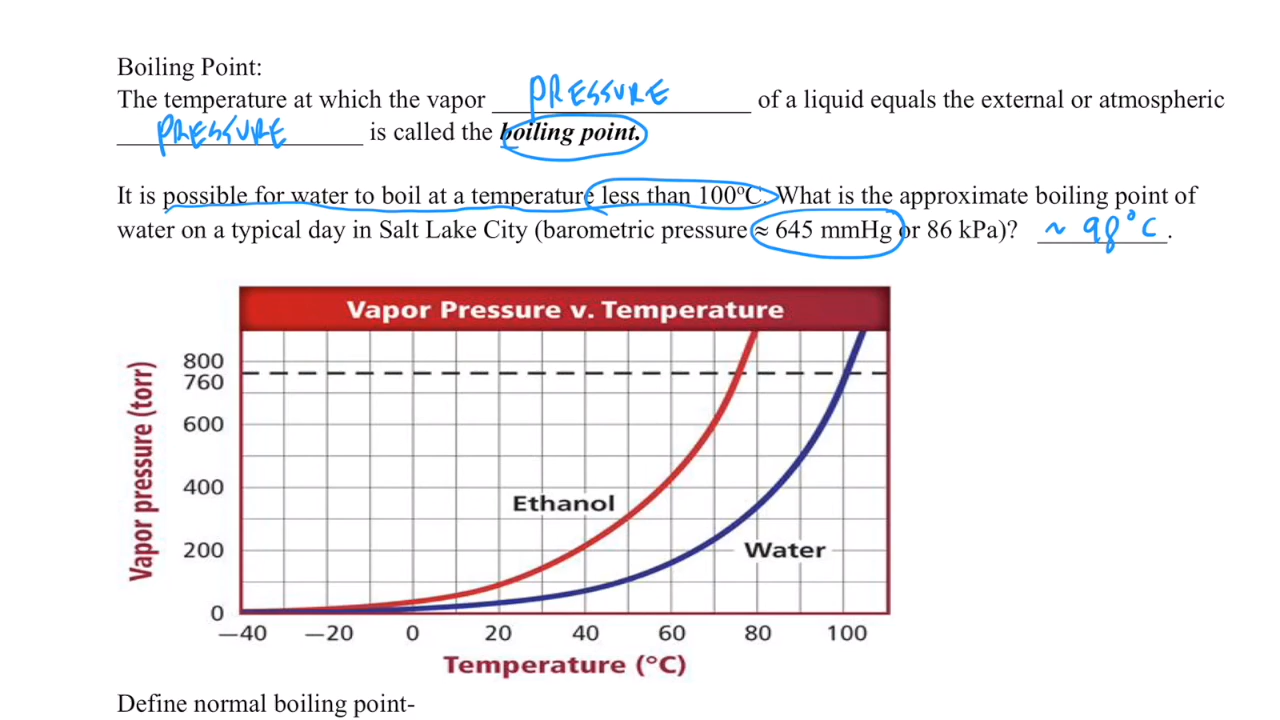 Boiling Point:
The temperature at which the vapor PRESSURE of a liquid equals the external or atmospheric
PRESSURE is called the boiling point.
It is possible for water to boil at a temperature less than 100°C. What is the approximate boiling point of
water on a typical day in Salt Lake City (barometric pressure ≈ 645 mmHg or 86 kPa)? ~ 98°C.
Vapor Pressure v. Temperature
Vapor pressure (torr)
800
760
600
400
200
0
Ethanol
Water
—40 —20 0 20 40 60 80 100
Temperature (°C)
Define normal boiling point-